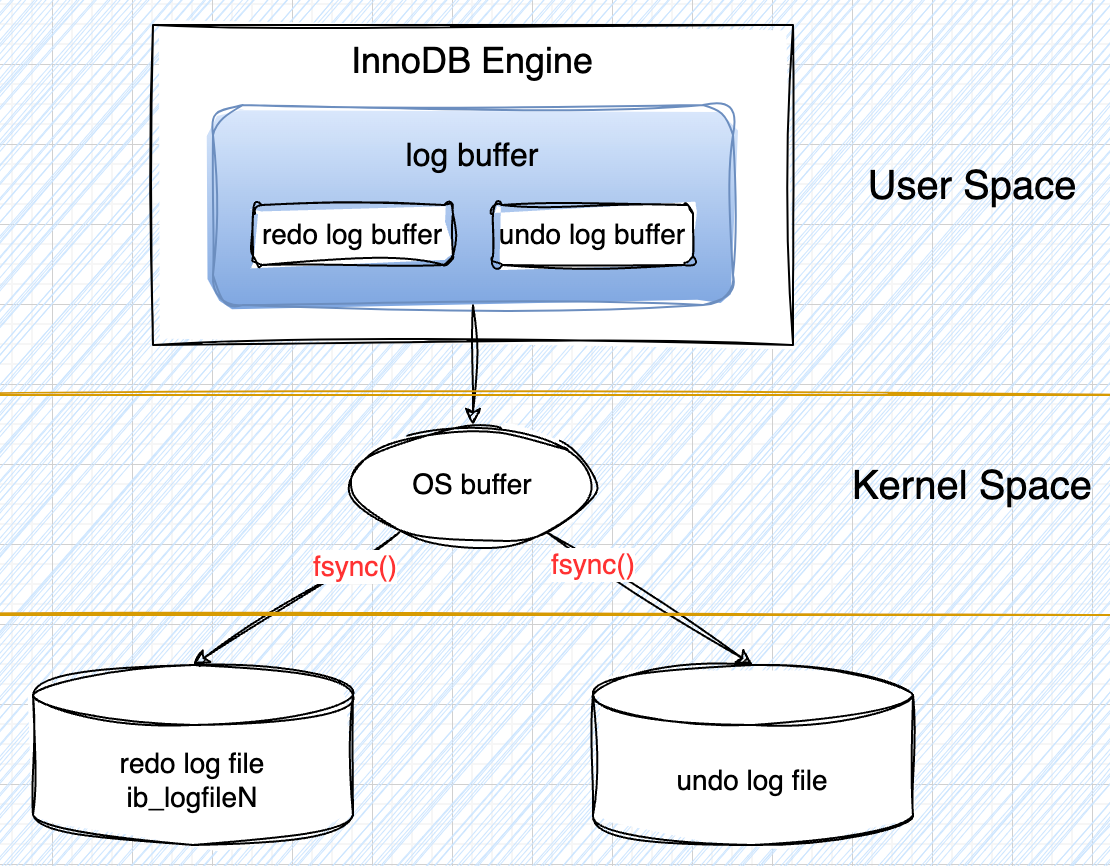 InnoDB Engine
log buffer
User Space
redo log buffer
undo log buffer
OS buffer
Kernel Space
fsync()
fsync()
redo log file
ib_logfileN
undo log file